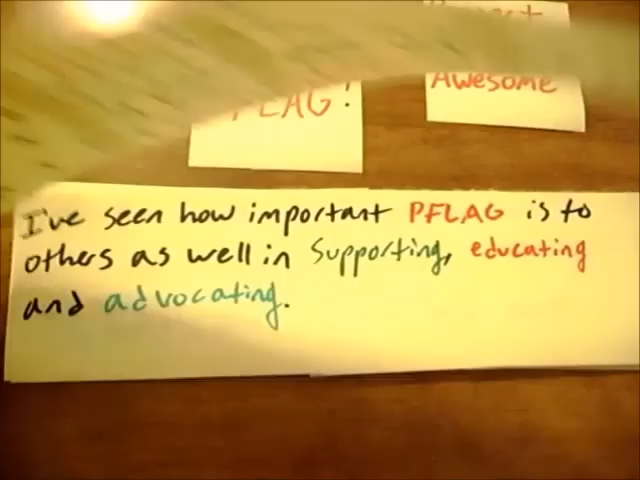 PFLAG!
Awesome
I've seen how important PFLAG is to
others as well in supporting, educating
and advocating.